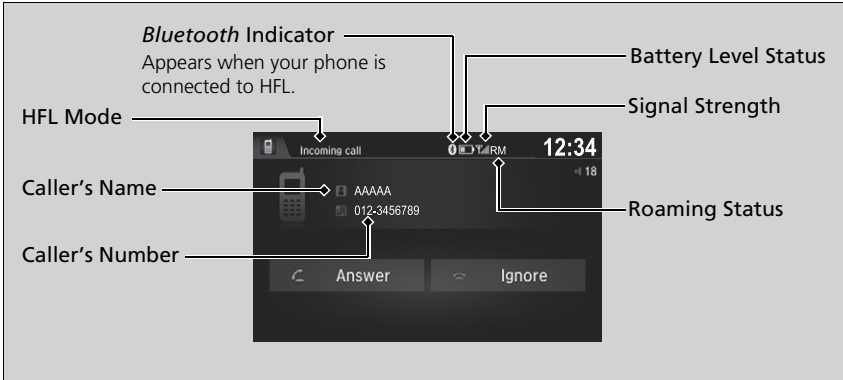 Bluetooth Indicator
Appears when your phone is
connected to HFL.
Battery Level Status
Signal Strength
HFL Mode
Incoming call
RM
12:34
18
Caller's Name
AAAAA
012-3456789
Roaming Status
Caller's Number
Answer
Ignore